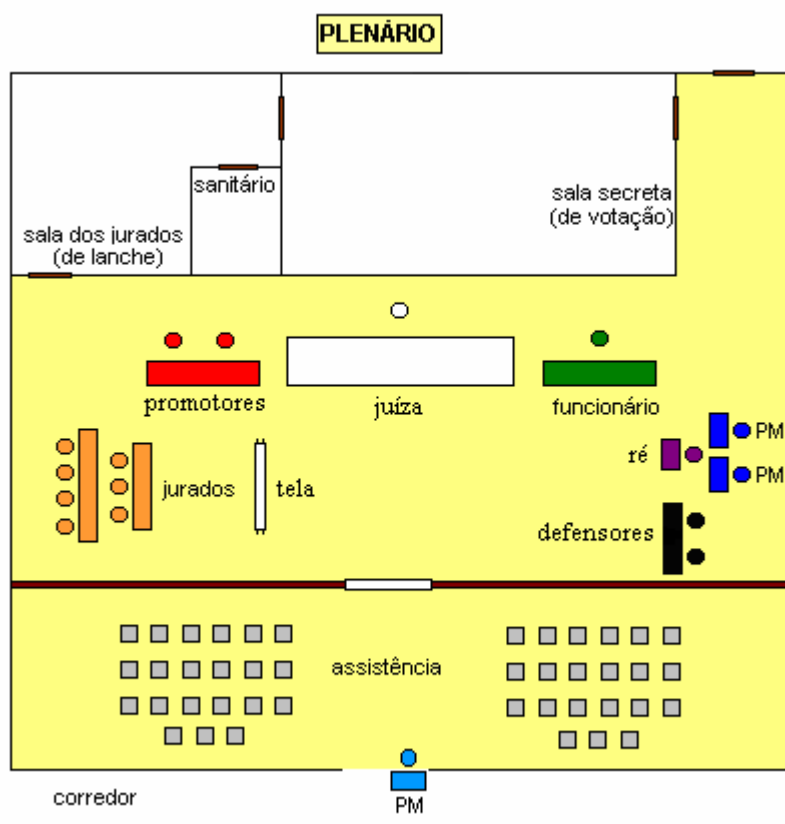 PLENÁRIO
sanitário
sala secreta
(de votação)
sala dos jurados
(de lanche)
promotores
juíza
funcionário
PM
ré
PM
jurados
tela
defensores
assistência
corredor
PM